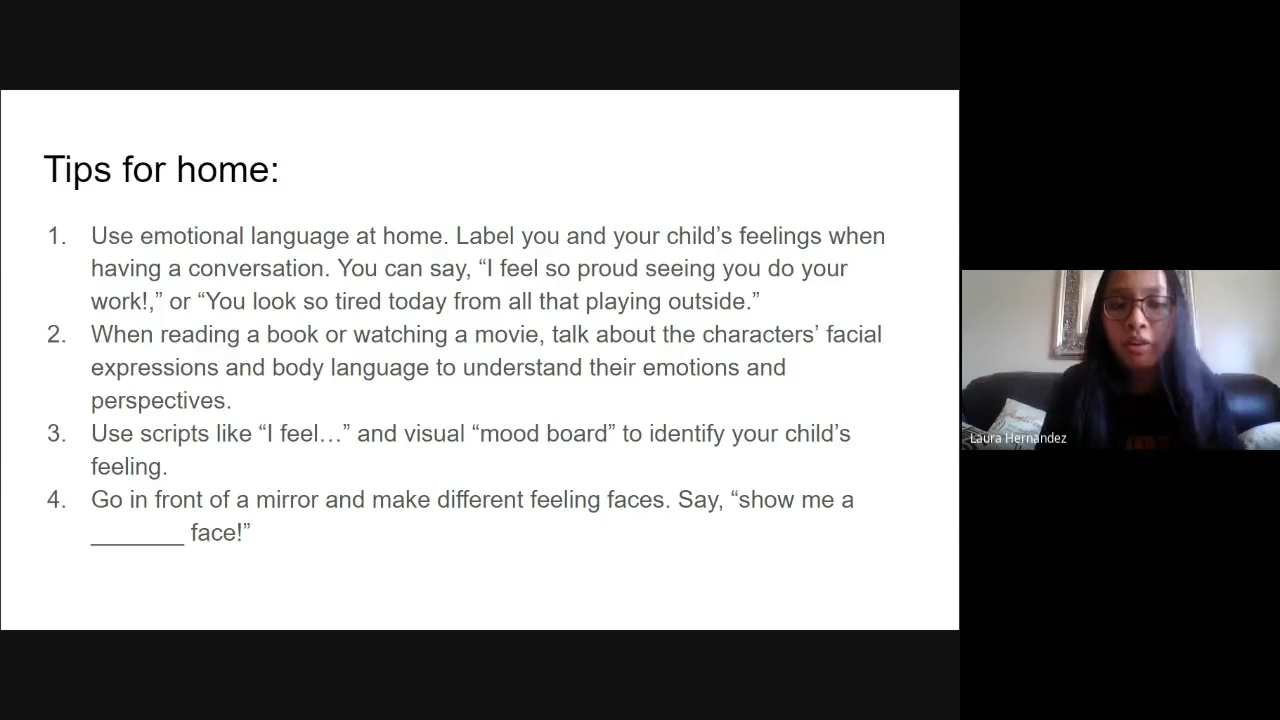 Tips for home:
1. Use emotional language at home. Label you and your child’s feelings when
having a conversation. You can say, “I feel so proud seeing you do your
work!,” or “You look so tired today from all that playing outside.”
2. When reading a book or watching a movie, talk about the characters’ facial
expressions and body language to understand their emotions and
perspectives.
3. Use scripts like “I feel…” and visual “mood board” to identify your child’s
feeling.
4. Go in front of a mirror and make different feeling faces. Say, “show me a
_______ face!”
Laura Hernandez